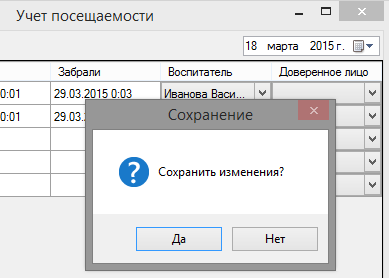 Учет посещаемости
18 марта 2015 г.
Забрали Воспитатель Доверенное лицо
0:01 29.03.2015 0:03 Иванова Васи...
0:01 29.03.2
Сохранение
Сохранить изменения?
Да Нет